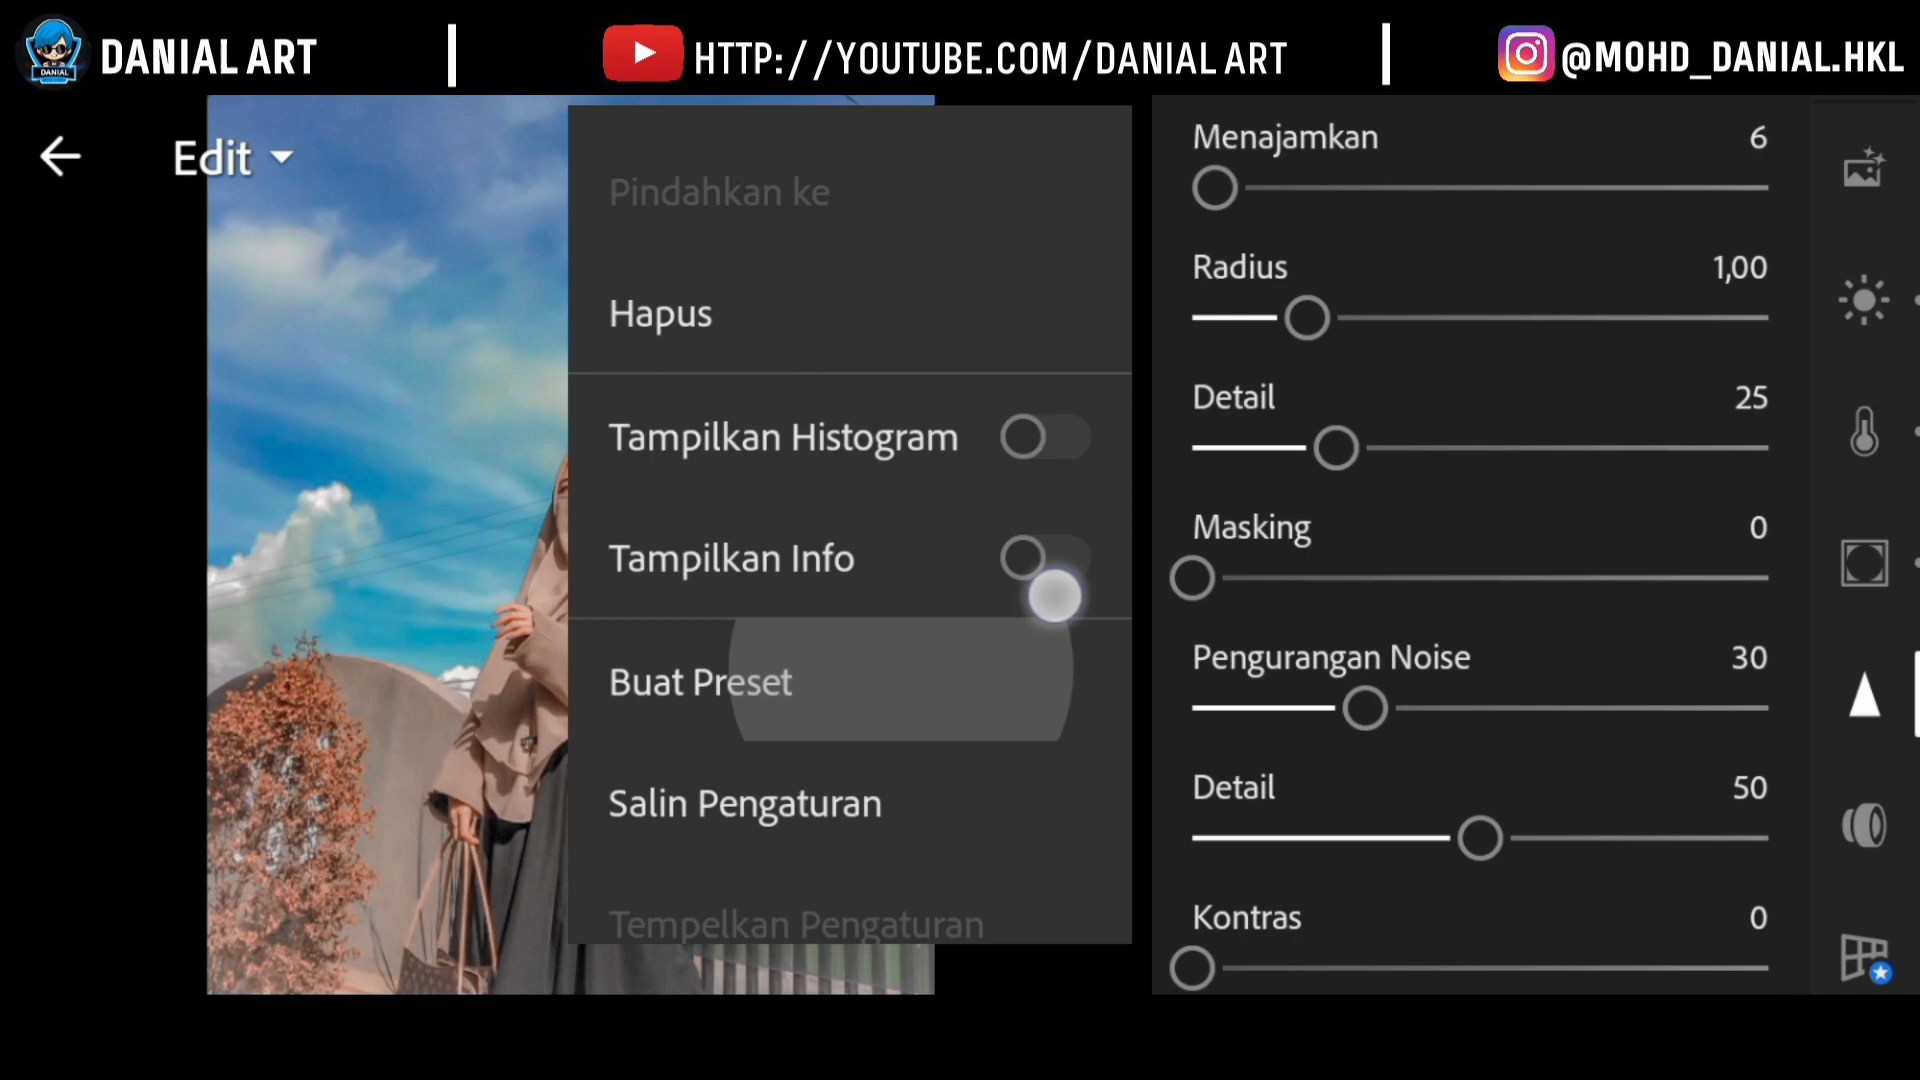 DANIAL
DANIAL ART
HTTP://YOUTUBE.COM/DANIAL ART
@MOHD_DANIAL.HKL
Edit
Pindahkan ke
Hapus
Tampilkan Histogram
Tampilkan Info
Buat Preset
Salin Pengaturan
Tempelkan Pengaturan
Menajamkan 6
Radius 1,00
Detail 25
Masking 0
Pengurangan Noise 30
Detail 50
Kontras 0